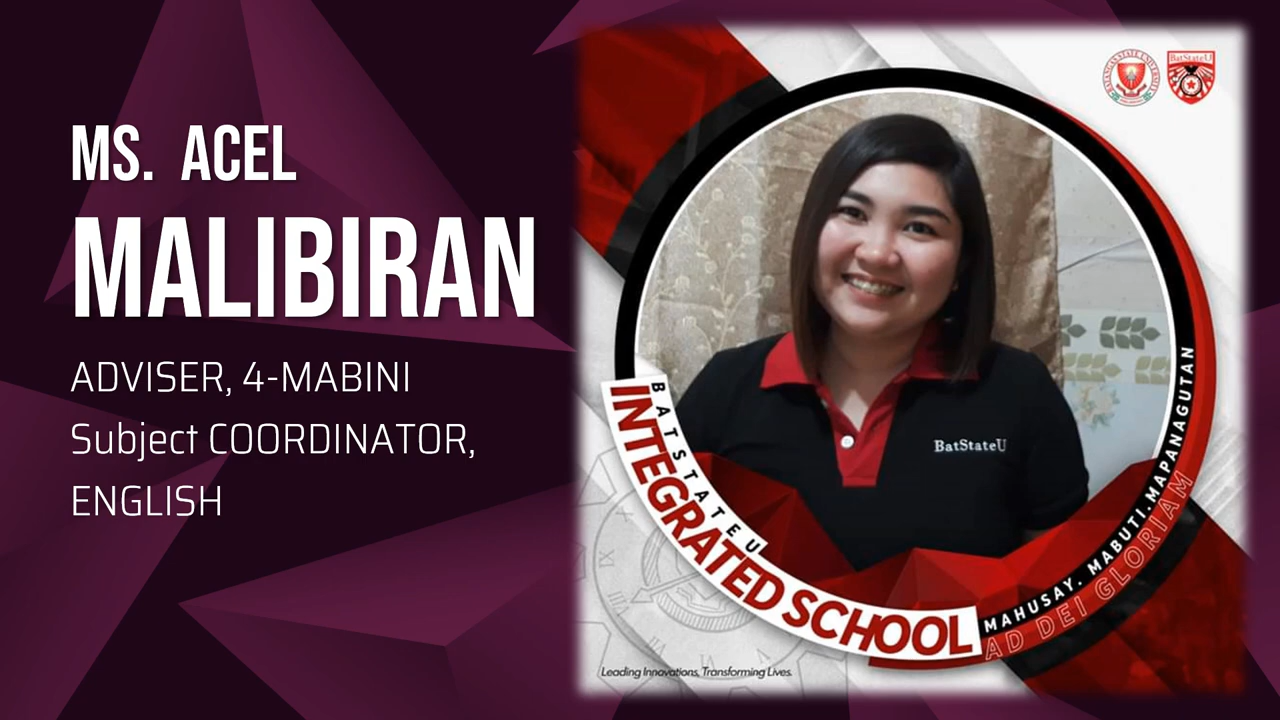 MS. ACEL
MALIBIRAN
ADVISER, 4-MABINI
Subject COORDINATOR,
ENGLISH
BatStateU
BatStateU
BATSTATEU
INTEGRATED SCHOOL
MAHUSAY. MABUTI.MAPANAGUTAN
AD DEI GLORIAM
Leading Innovations, Transforming Lives.